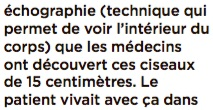 échographie (technique qui
permet de voir l'intérieur du
corps) que les médecins
ont découvert ces ciseaux
de 15 centimètres. Le
patient vivait avec ça dans